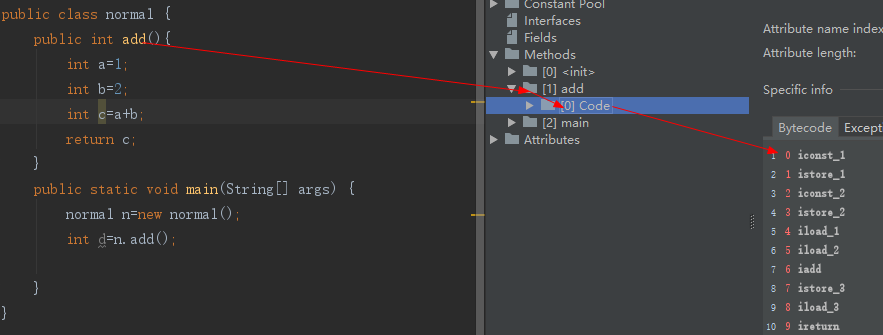 public class normal {
public int add(){
int a=1;
int b=2;
int c=a+b;
return c;
}
public static void main(String[] args) {
normal n=new normal();
int d=n.add();
}
}
Constant Pool
Interfaces
Fields
Methods
[0] <init>
[1] add
[0] Code
[2] main
Attributes
Attribute name index
Attribute length:
Specific info
Bytecode Excepti
1 0 iconst_1
2 1 istore_1
3 2 iconst_2
4 3 istore_2
5 4 iload_1
6 5 iload_2
7 6 iadd
8 7 istore_3
9 8 iload_3
10 9 ireturn